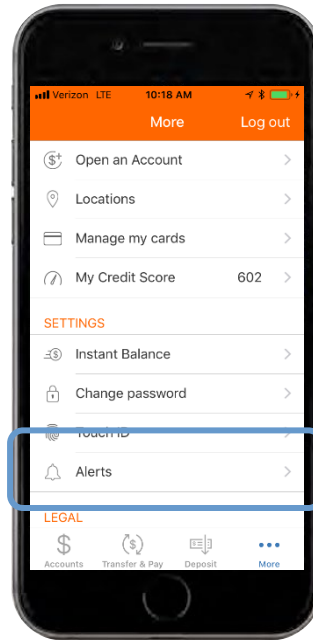 Verizon LTE 10:18 AM
More Log out
Open an Account
Locations
Manage my cards
My Credit Score 602
SETTINGS
Instant Balance
Change password
Touch ID
Alerts
LEGAL
Accounts Transfer & Pay Deposit More